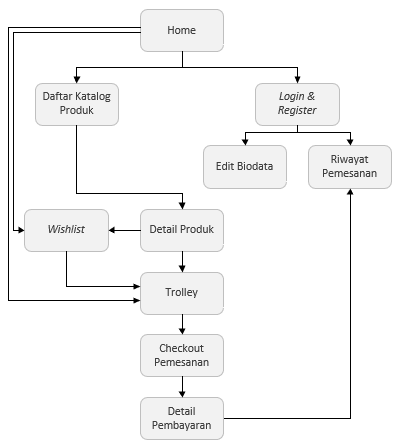 Home
Daftar Katalog
Produk
Login &
Register
Edit Biodata
Riwayat
Pemesanan
Wishlist
Detail Produk
Trolley
Checkout
Pemesanan
Detail
Pembayaran